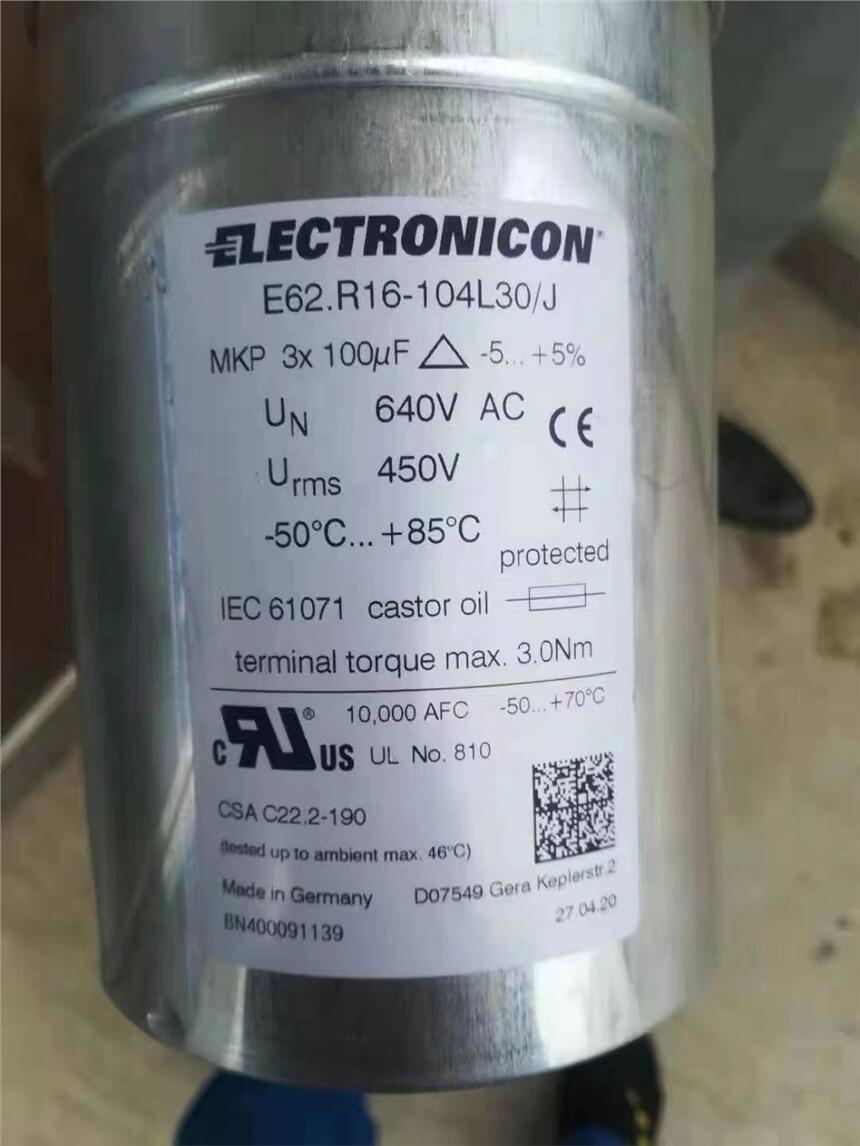 ELECTRONICON
E62.R16-104L30/J
MKP 3x 100µF △ -5... +5%
UN 640V AC
CE
Urms 450V
-50°C...+85°C
protected
IEC 61071 castor oil
terminal torque max. 3.0Nm
cRUus® 10,000 AFC -50...+70°C
UL No. 810
CSA C22.2-190
(tested up to ambient max. 46°C)
Made in Germany D07549 Gera Keplerstr.2
BN400091139 27.04.20